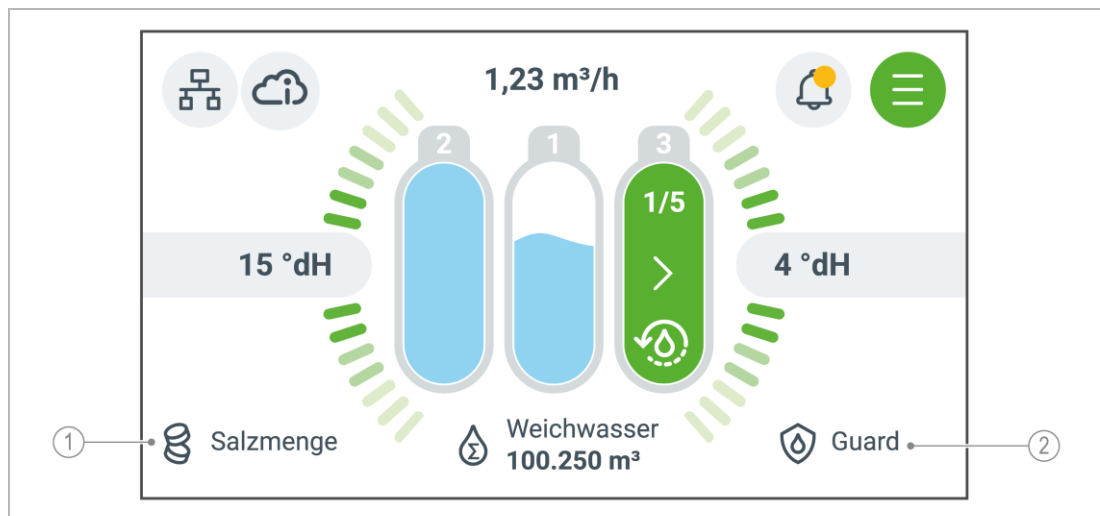 1,23 m³/h
2
1
3
1/5
15 °dH
4 °dH
1
Salzmenge
Weichwasser
100.250 m³
Guard
2